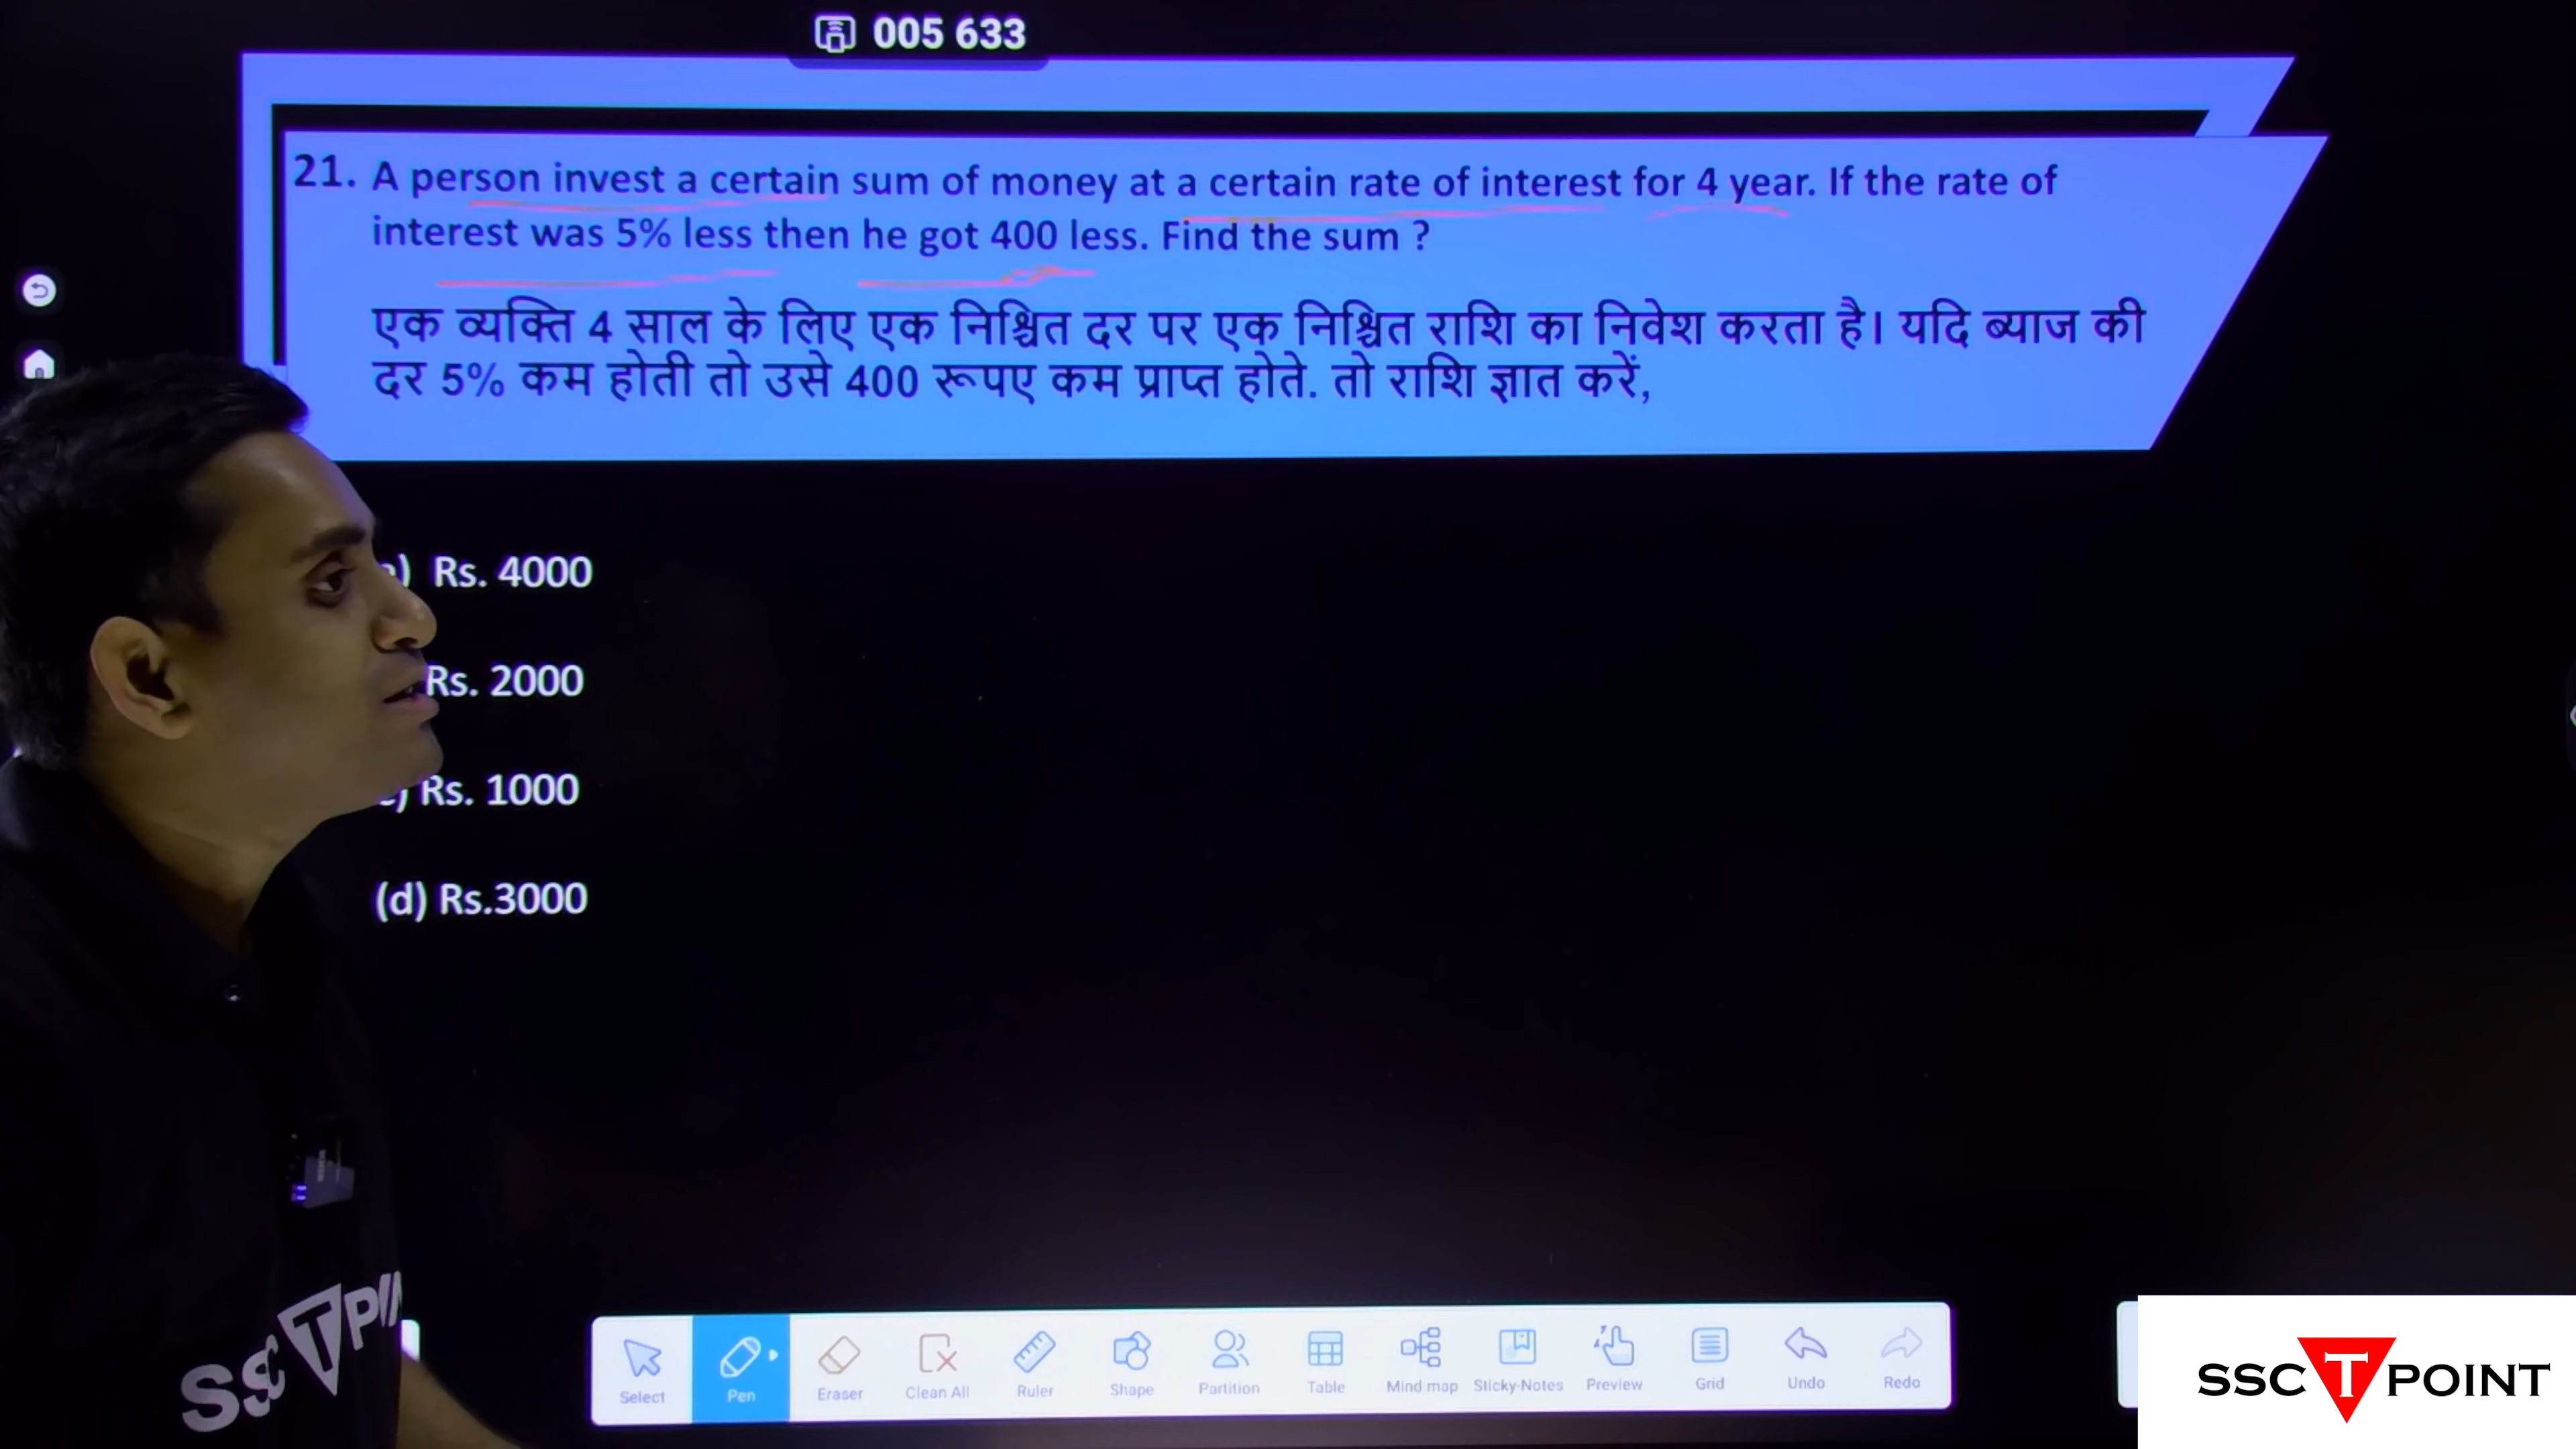 005 633
21. A person invest a certain sum of money at a certain rate of interest for 4 year. If the rate of
interest was 5% less then he got 400 less. Find the sum ?
एक व्यक्ति 4 साल के लिए एक निश्चित दर पर एक निश्चित राशि का निवेश करता है। यदि ब्याज की
दर 5% कम होती तो उसे 400 रूपए कम प्राप्त होते. तो राशि ज्ञात करें,
Rs. 4000
Rs. 2000
Rs. 1000
(d) Rs.3000
Select Pen Eraser Clean All Ruler Shape Partition Table Mind map Sticky-Notes Preview Grid Undo Redo
SSC T POINT